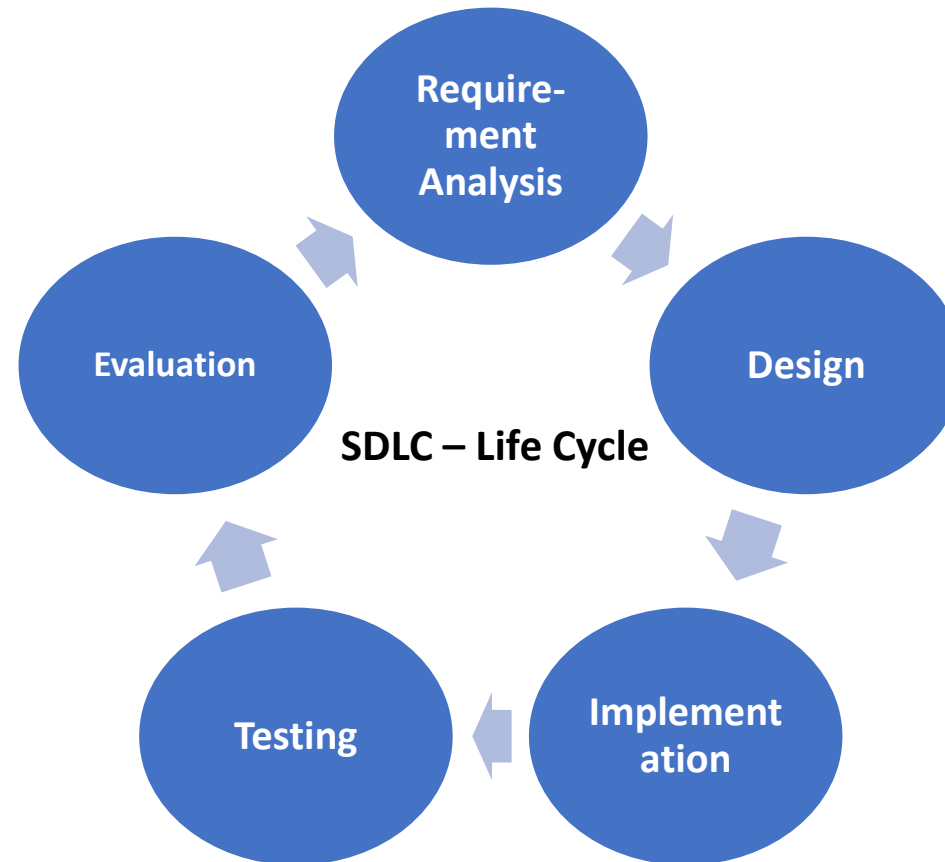 Require-
ment
Analysis
Design
Implement
ation
Testing
Evaluation
SDLC – Life Cycle